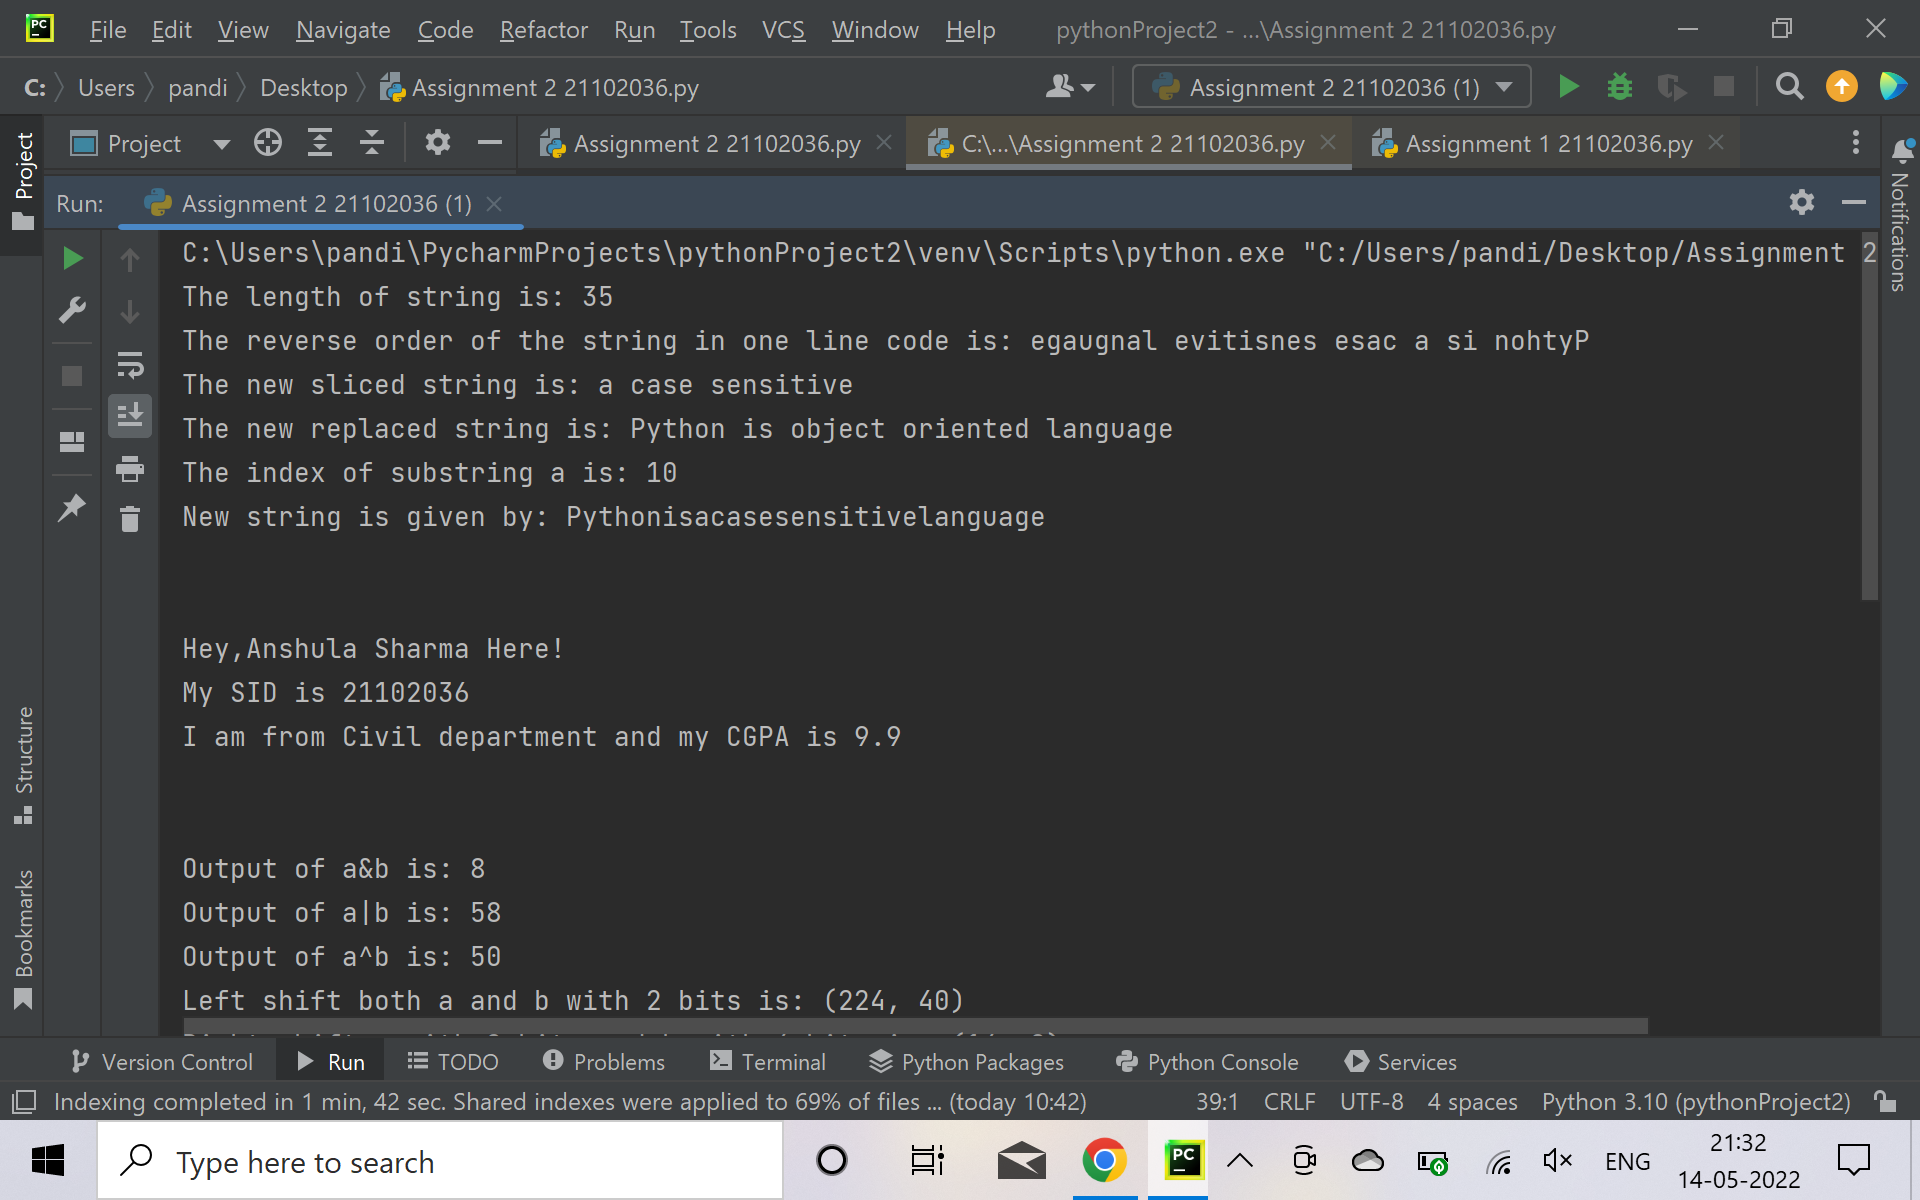 PC File Edit View Navigate Code Refactor Run Tools VCS Window Help pythonProject2 - ...\Assignment 2 21102036.py
C: Users pandi Desktop Assignment 2 21102036.py Assignment 2 21102036 (1)
Project Assignment 2 21102036.py C:\...\Assignment 2 21102036.py Assignment 1 21102036.py
Project
Notifications
Run: Assignment 2 21102036 (1)
C:\Users\pandi\PycharmProjects\pythonProject2\venv\Scripts\python.exe "C:/Users/pandi/Desktop/Assignment 2
The length of string is: 35
The reverse order of the string in one line code is: egaugnal evitisnes esac a si nohtyP
The new sliced string is: a case sensitive
The new replaced string is: Python is object oriented language
The index of substring a is: 10
New string is given by: Pythonisacasesensitivelanguage
Hey,Anshula Sharma Here!
My SID is 21102036
I am from Civil department and my CGPA is 9.9
Structure
Bookmarks
Output of a&b is: 8
Output of a|b is: 58
Output of a^b is: 50
Left shift both a and b with 2 bits is: (224, 40)
Version Control Run TODO Problems Terminal Python Packages Python Console Services
Indexing completed in 1 min, 42 sec. Shared indexes were applied to 69% of files ... (today 10:42) 39:1 CRLF UTF-8 4 spaces Python 3.10 (pythonProject2)
Type here to search PC ENG 21:32
14-05-2022